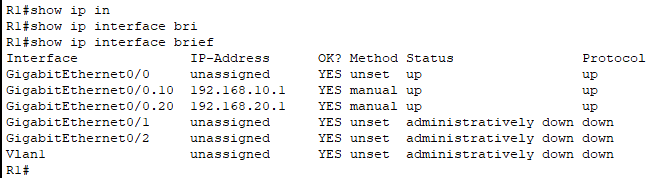 R1#show ip in
R1#show ip interface bri
R1#show ip interface brief
Interface              IP-Address      OK? Method Status                Protocol
GigabitEthernet0/0     unassigned      YES unset  up                    up
GigabitEthernet0/0.10  192.168.10.1    YES manual up                    up
GigabitEthernet0/0.20  192.168.20.1    YES manual up                    up
GigabitEthernet0/1     unassigned      YES unset  administratively down down
GigabitEthernet0/2     unassigned      YES unset  administratively down down
Vlan1                  unassigned      YES unset  administratively down down
R1#